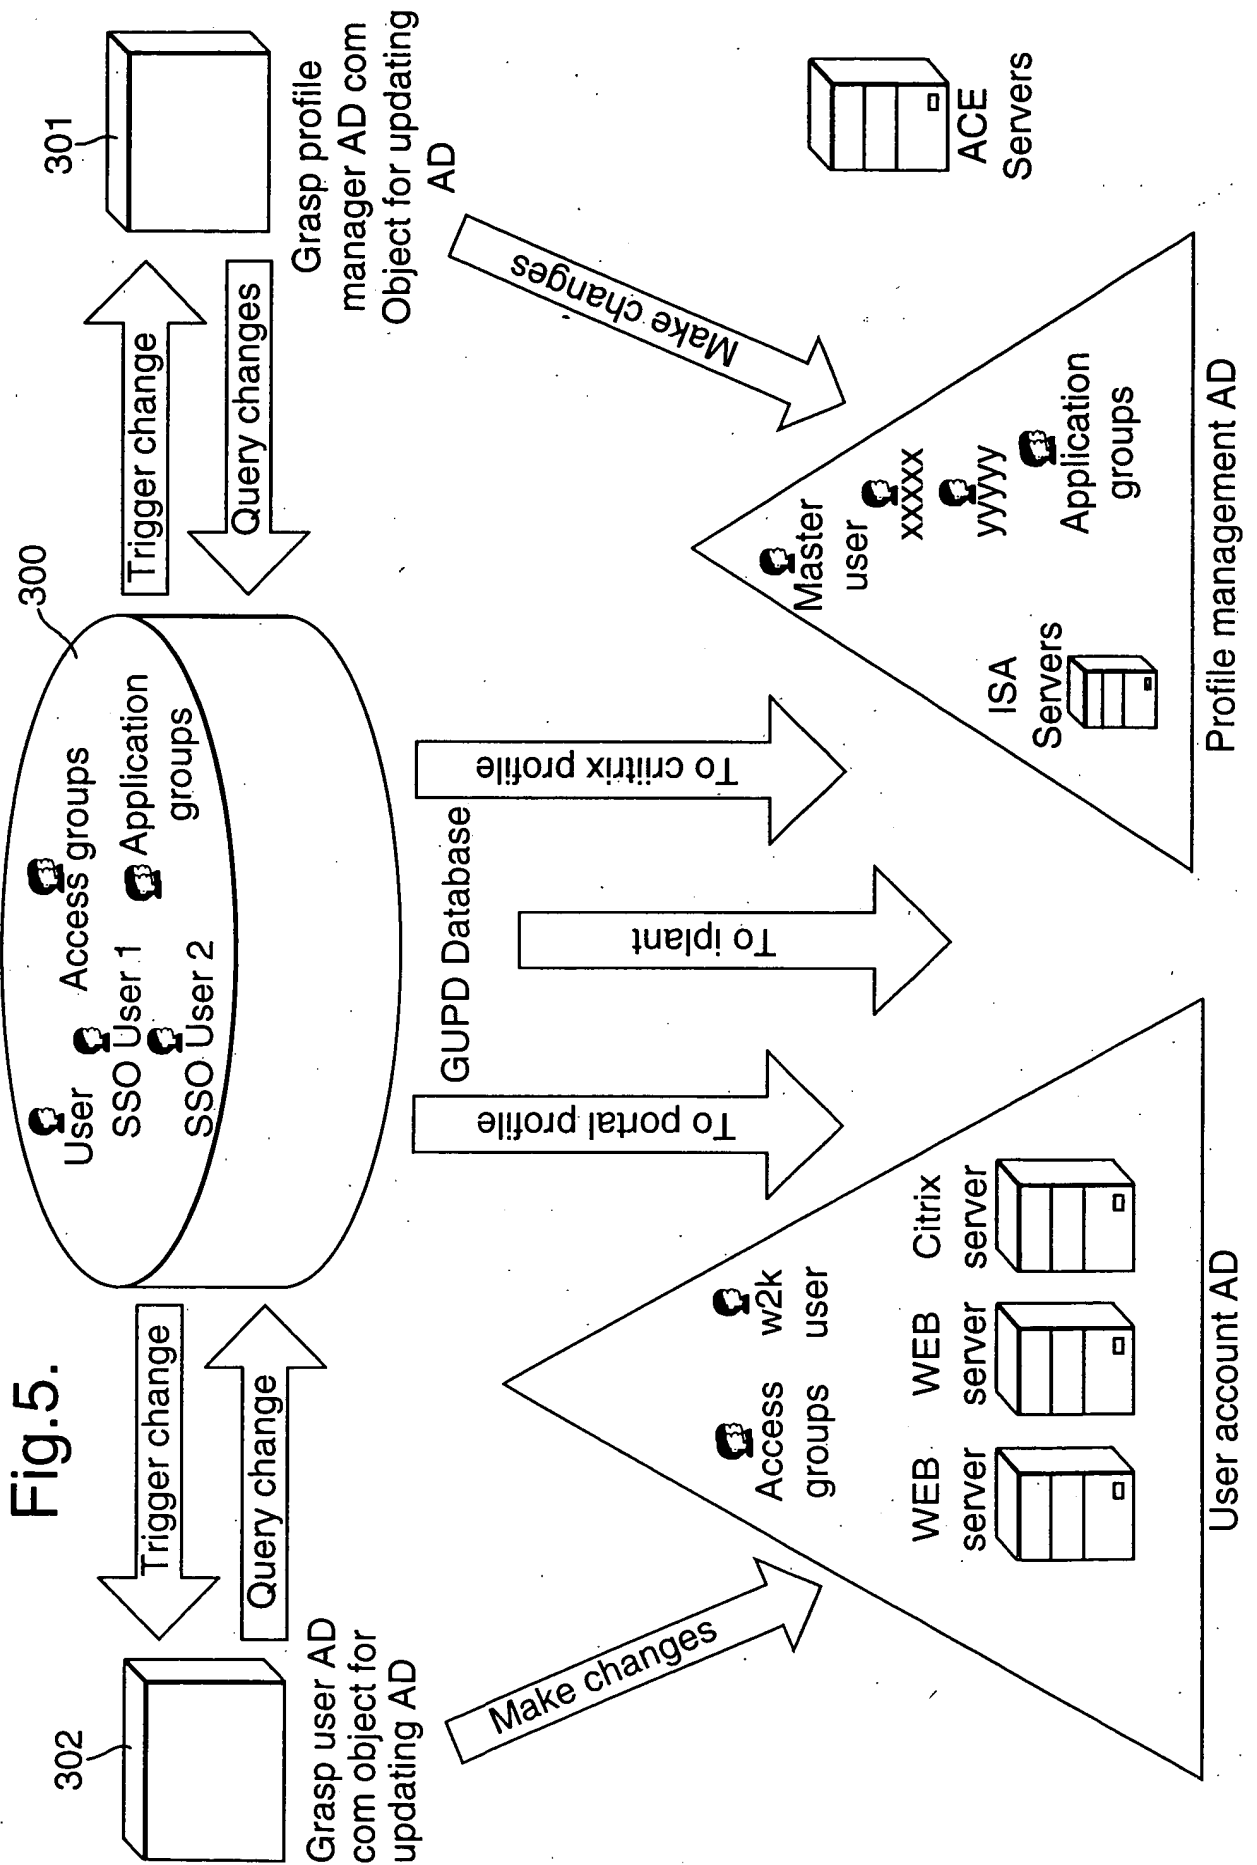 Fig.5.
302
Grasp user AD
com object for
updating AD
Trigger change
Query change
300
User
SSO User 1
SSO User 2
Access groups
Application
groups
GUPD Database
Trigger change
Query changes
301
Grasp profile
manager AD com
Object for updating
AD
Make changes
To portal profile
To iplant
To criitrix profile
Make changes
Access
groups
w2k
user
WEB
server
WEB
server
Citrix
server
User account AD
Master
user
xxxxx
yyyyy
Application
groups
ISA
Servers
Profile management AD
ACE
Servers